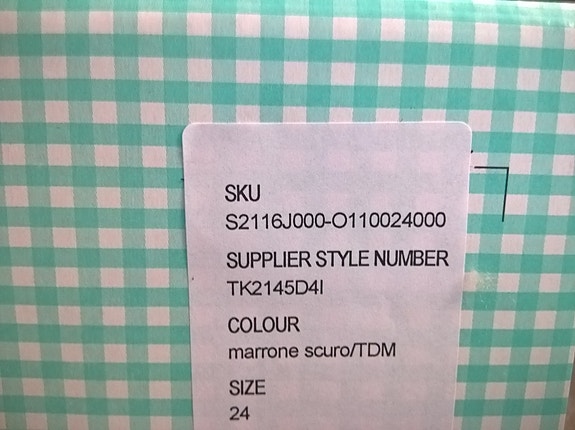 SKU
S2116J000-O110024000
SUPPLIER STYLE NUMBER
TK2145D4I
COLOUR
marrone scuro/TDM
SIZE
24